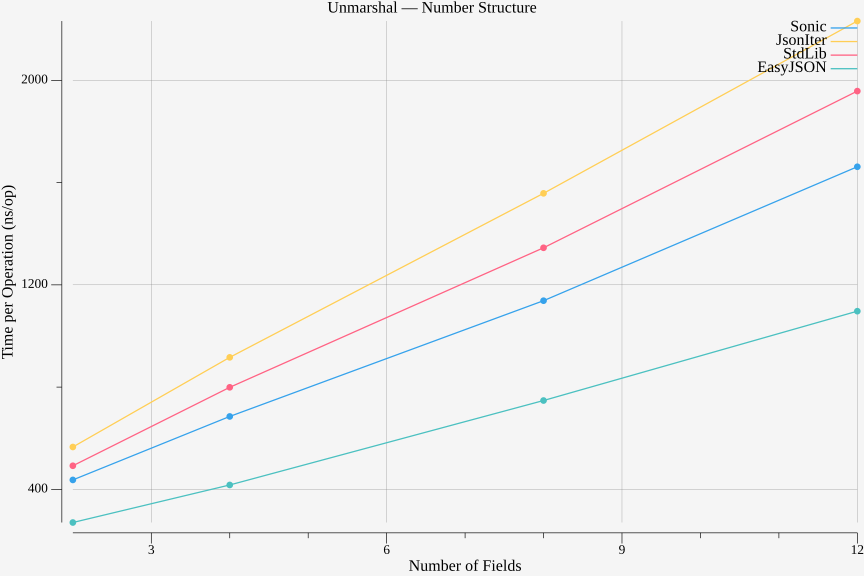 Unmarshal — Number Structure
Sonic
JsonIter
StdLib
EasyJSON
2000
1200
400
Time per Operation (ns/op)
3
6
9
12
Number of Fields